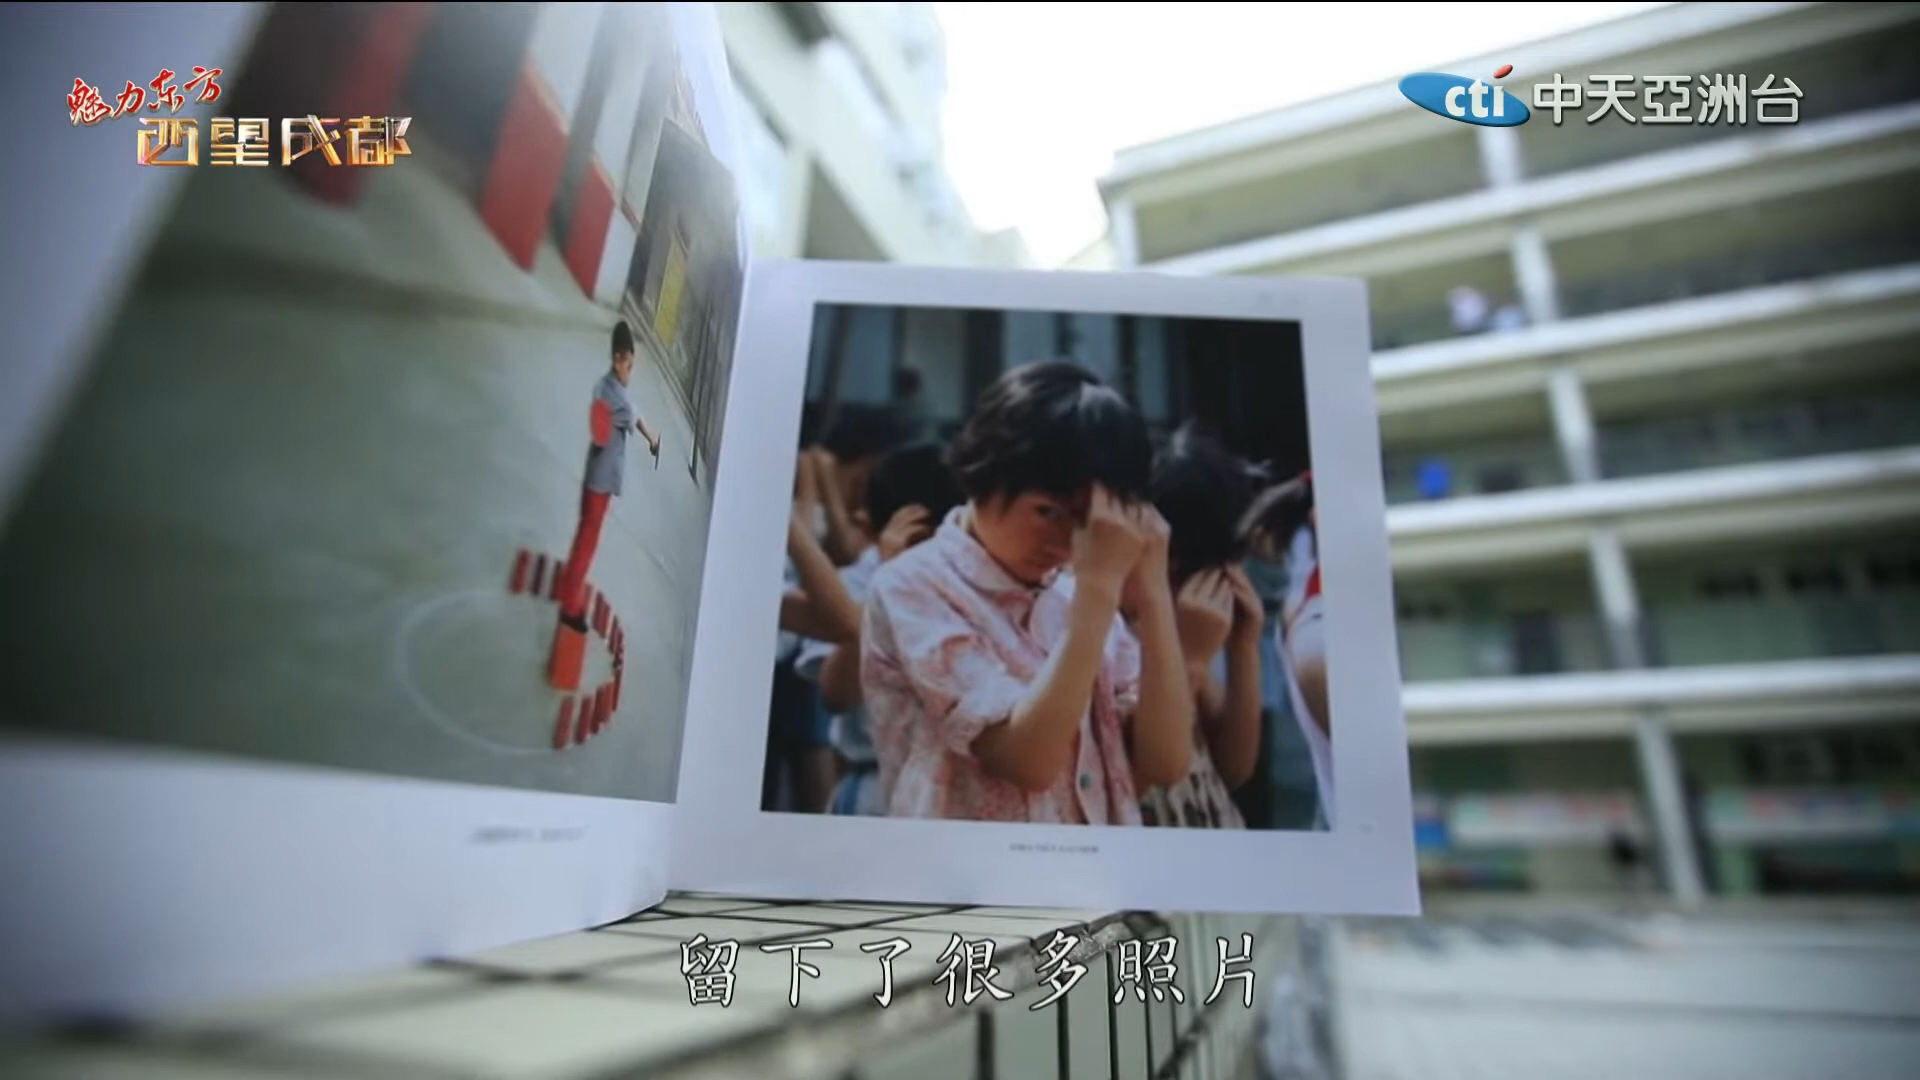 魅力东方
西望成都
cti 中天亞洲台
留下了很多照片